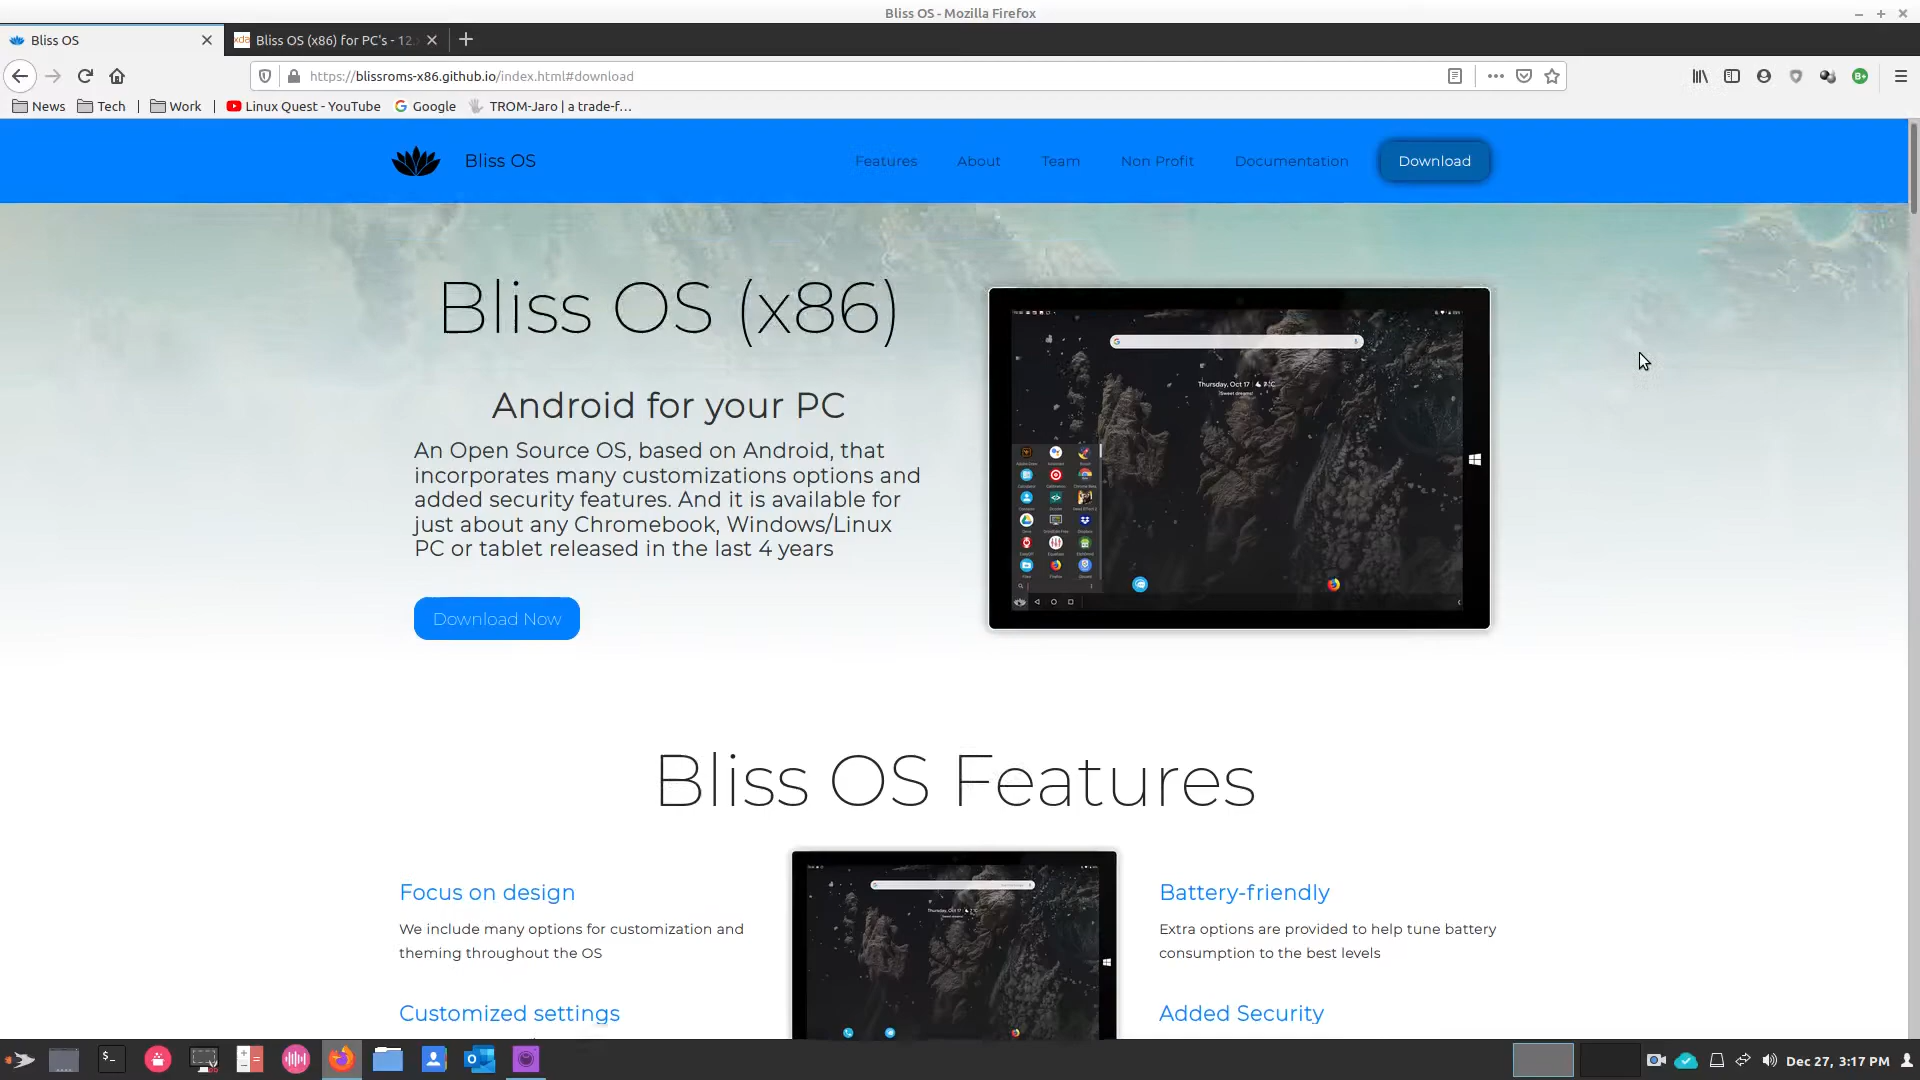 Bliss OS - Mozilla Firefox
Bliss OS
Bliss OS (x86) for PC's - 12.
https://blissroms-x86.github.io/index.html#download
News
Tech
Work
Linux Quest - YouTube
Google
TROM-Jaro | a trade-f…
Bliss OS
Features
About
Team
Non Profit
Documentation
Download
Bliss OS (x86)
Android for your PC
An Open Source OS, based on Android, that
incorporates many customizations options and
added security features. And it is available for
just about any Chromebook, Windows/Linux
PC or tablet released in the last 4 years
Download Now
Thursday, Oct 17
Bliss OS Features
Focus on design
We include many options for customization and
theming throughout the OS
Customized settings
Battery-friendly
Extra options are provided to help tune battery
consumption to the best levels
Added Security
Dec 27, 3:17 PM